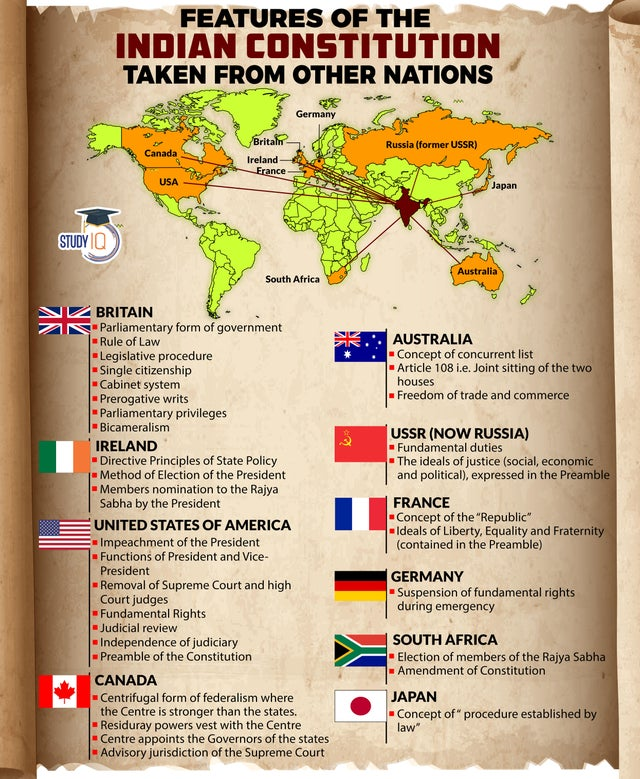 FEATURES OF THE
INDIAN CONSTITUTION
TAKEN FROM OTHER NATIONS
Germany
Britain
Russia (former USSR)
Canada
Ireland
France
USA
Japan
STUDY IQ
South Africa
Australia
BRITAIN
Parliamentary form of government
Rule of Law
Legislative procedure
Single citizenship
Cabinet system
Prerogative writs
Parliamentary privileges
Bicameralism
IRELAND
Directive Principles of State Policy
Method of Election of the President
Members nomination to the Rajya
Sabha by the President
UNITED STATES OF AMERICA
Impeachment of the President
Functions of President and Vice-
President
Removal of Supreme Court and high
Court judges
Fundamental Rights
Judicial review
Independence of judiciary
Preamble of the Constitution
CANADA
Centrifugal form of federalism where
the Centre is stronger than the states.
Residuray powers vest with the Centre
Centre appoints the Governors of the states
Advisory jurisdiction of the Supreme Court
AUSTRALIA
Concept of concurrent list
Article 108 i.e. Joint sitting of the two
houses
Freedom of trade and commerce
USSR (NOW RUSSIA)
Fundamental duties
The ideals of justice (social, economic
and political), expressed in the Preamble
FRANCE
Concept of the “Republic”
Ideals of Liberty, Equality and Fraternity
(contained in the Preamble)
GERMANY
Suspension of fundamental rights
during emergency
SOUTH AFRICA
Election of members of the Rajya Sabha
Amendment of Constitution
JAPAN
Concept of “ procedure established by
law”